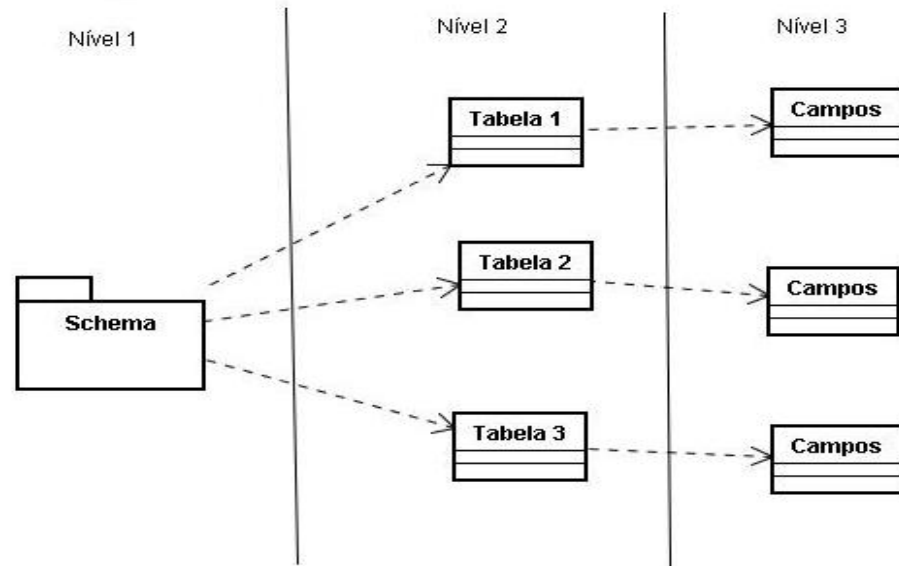 Nível 1
Nível 2
Nível 3
Tabela 1
Campos
Schema
Tabela 2
Campos
Tabela 3
Campos